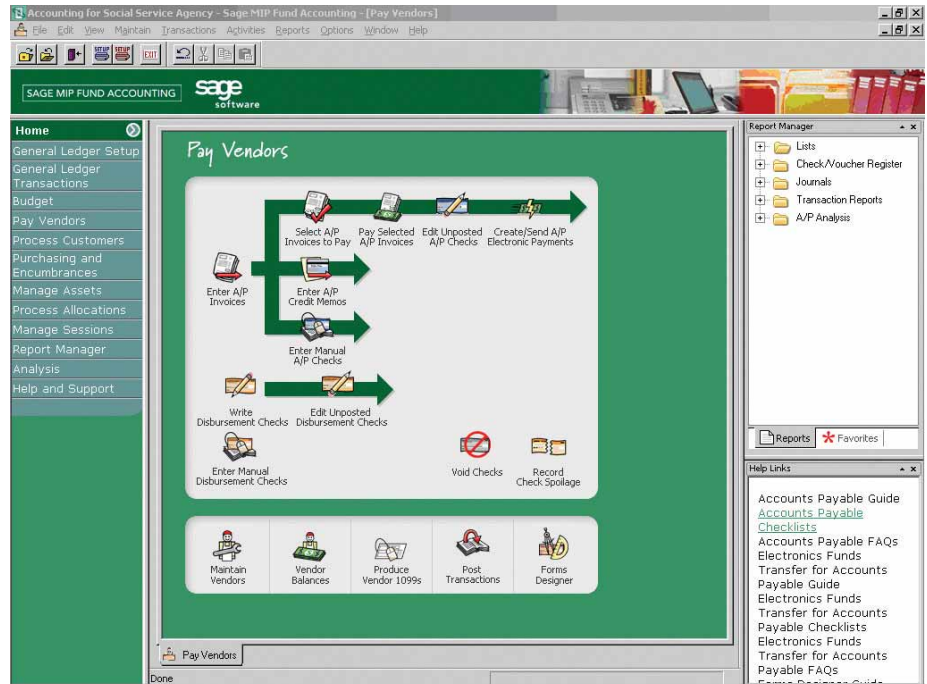 Accounting for Social Service Agency - Sage MIP Fund Accounting - [Pay Vendors]
File Edit View Maintain Transactions Activities Reports Options Window Help
SETUP SETUP EXIT
SAGE MIP FUND ACCOUNTING
sage
software
Home
General Ledger Setup
General Ledger
Transactions
Budget
Pay Vendors
Process Customers
Purchasing and
Encumbrances
Manage Assets
Process Allocations
Manage Sessions
Report Manager
Analysis
Help and Support
Pay Vendors
Select A/P
Invoices to Pay
Pay Selected
A/P Invoices
Edit Unposted
A/P Checks
Create/Send A/P
Electronic Payments
Enter A/P
Invoices
Enter A/P
Credit Memos
Enter Manual
A/P Checks
Write
Disbursement Checks
Edit Unposted
Disbursement Checks
Enter Manual
Disbursement Checks
Void Checks
Record
Check Spoilage
Maintain
Vendors
Vendor
Balances
Produce
Vendor 1099s
Post
Transactions
Forms
Designer
Pay Vendors
Done
Report Manager
Lists
Check/Voucher Register
Journals
Transaction Reports
A/P Analysis
Reports
Favorites
Help Links
Accounts Payable Guide
Accounts Payable
Checklists
Accounts Payable FAQs
Electronics Funds
Transfer for Accounts
Payable Guide
Electronics Funds
Transfer for Accounts
Payable Checklists
Electronics Funds
Transfer for Accounts
Payable FAQs
Forms Designer Guide